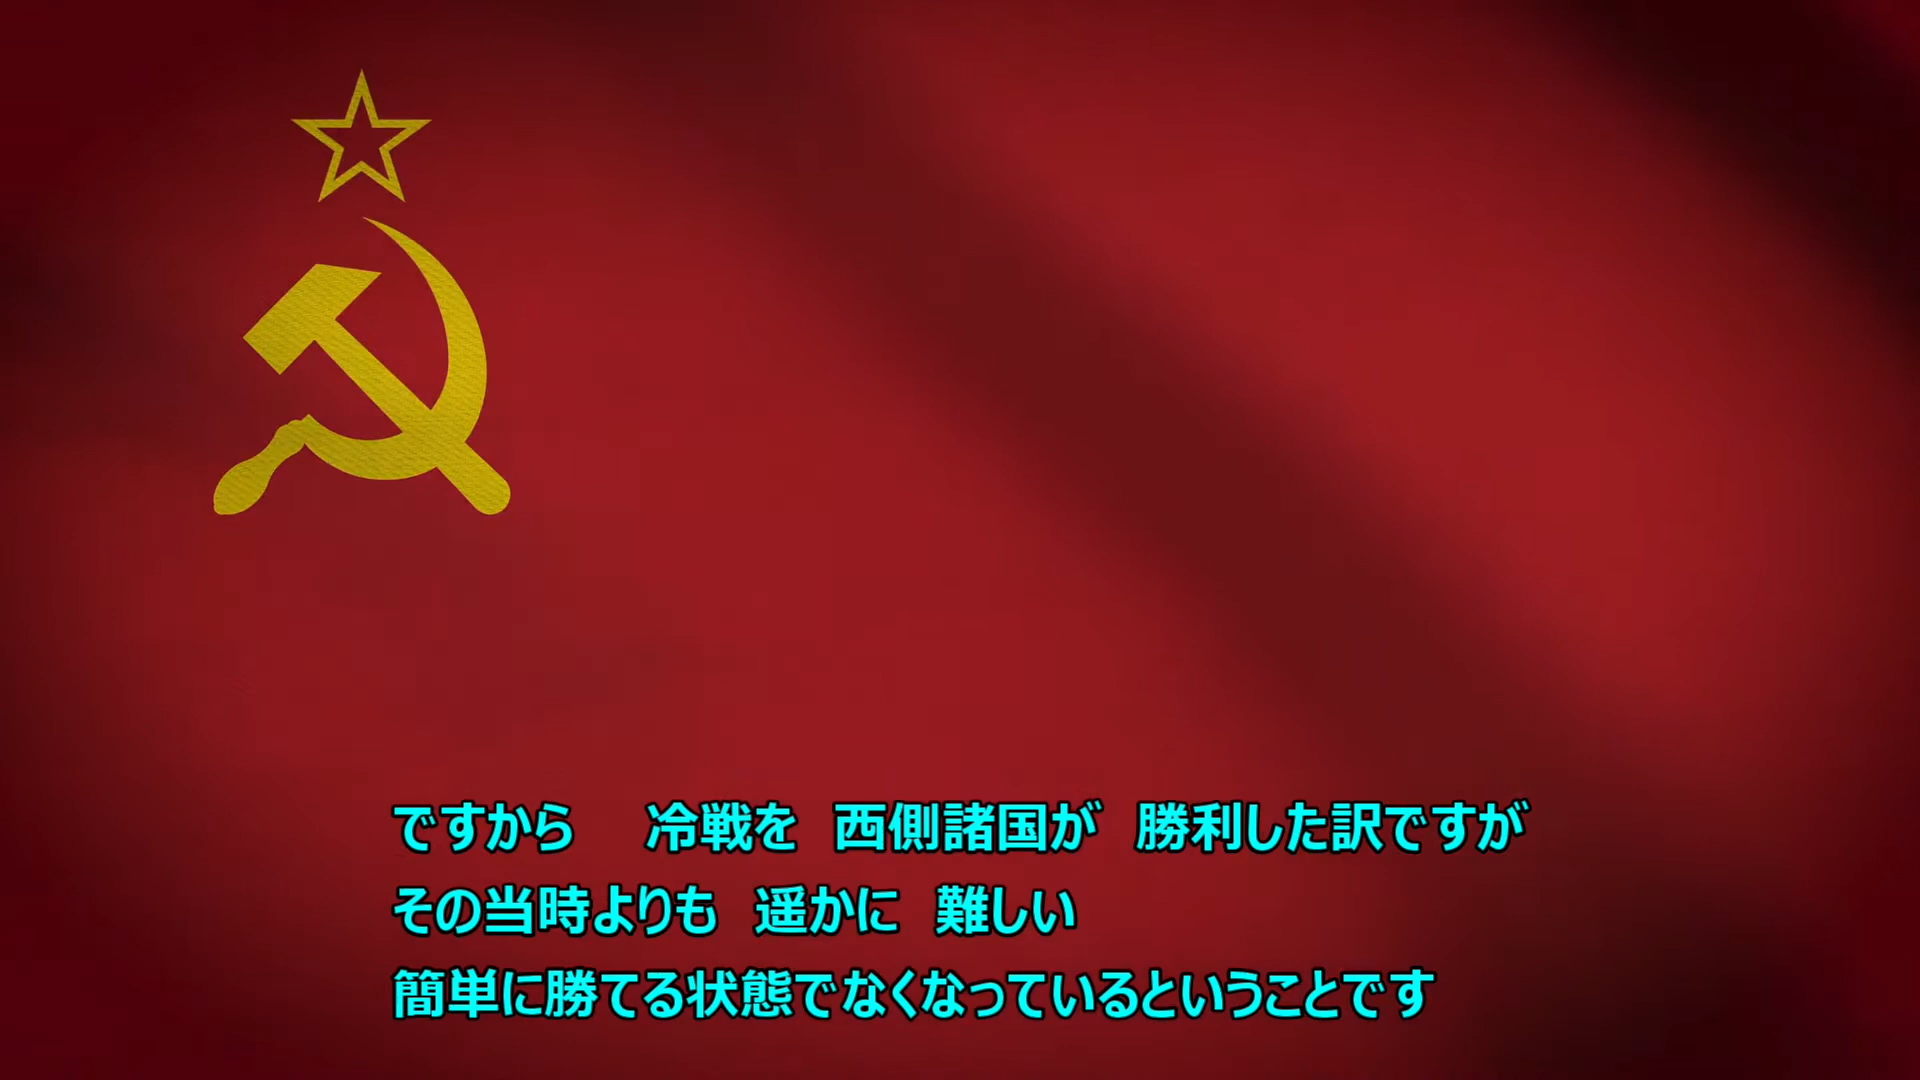 ですから　冷戦を　西側諸国が　勝利した訳ですが
その当時よりも　遥かに　難しい
簡単に勝てる状態でなくなっているということです